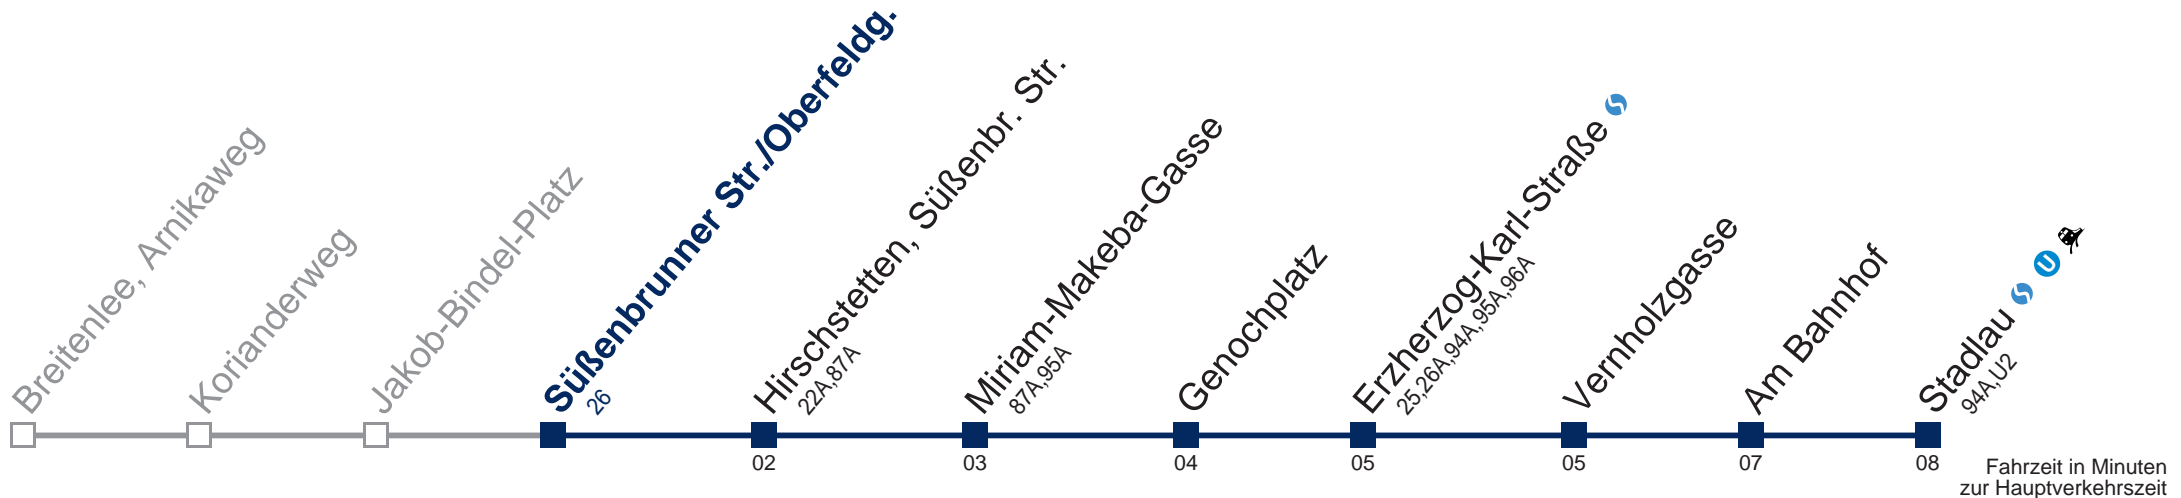 Breitenlee, Arnikaweg
Korianderweg
Jakob-Bindel-Platz
Süßenbrunner Str./Oberfeldg.
26
Hirschstetten, Süßenbr. Str.
22A,87A
02
Miriam-Makeba-Gasse
87A,95A
03
Genochplatz
04
Erzherzog-Karl-Straße S
25,26A,94A,95A,96A
05
Vernholzgasse
05
Am Bahnhof
07
Stadlau S U
94A,U2
08
Fahrzeit in Minuten
zur Hauptverkehrszeit